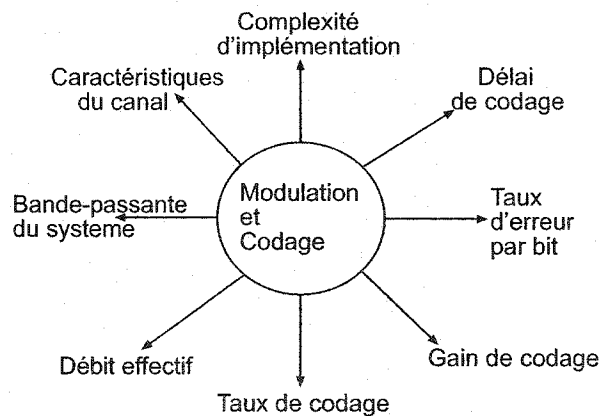 Complexité
d'implémentation
Caractéristiques
du canal
Délai
de codage
Modulation
et
Codage
Bande-passante
du systeme
Taux
d'erreur
par bit
Débit effectif
Gain de codage
Taux de codage